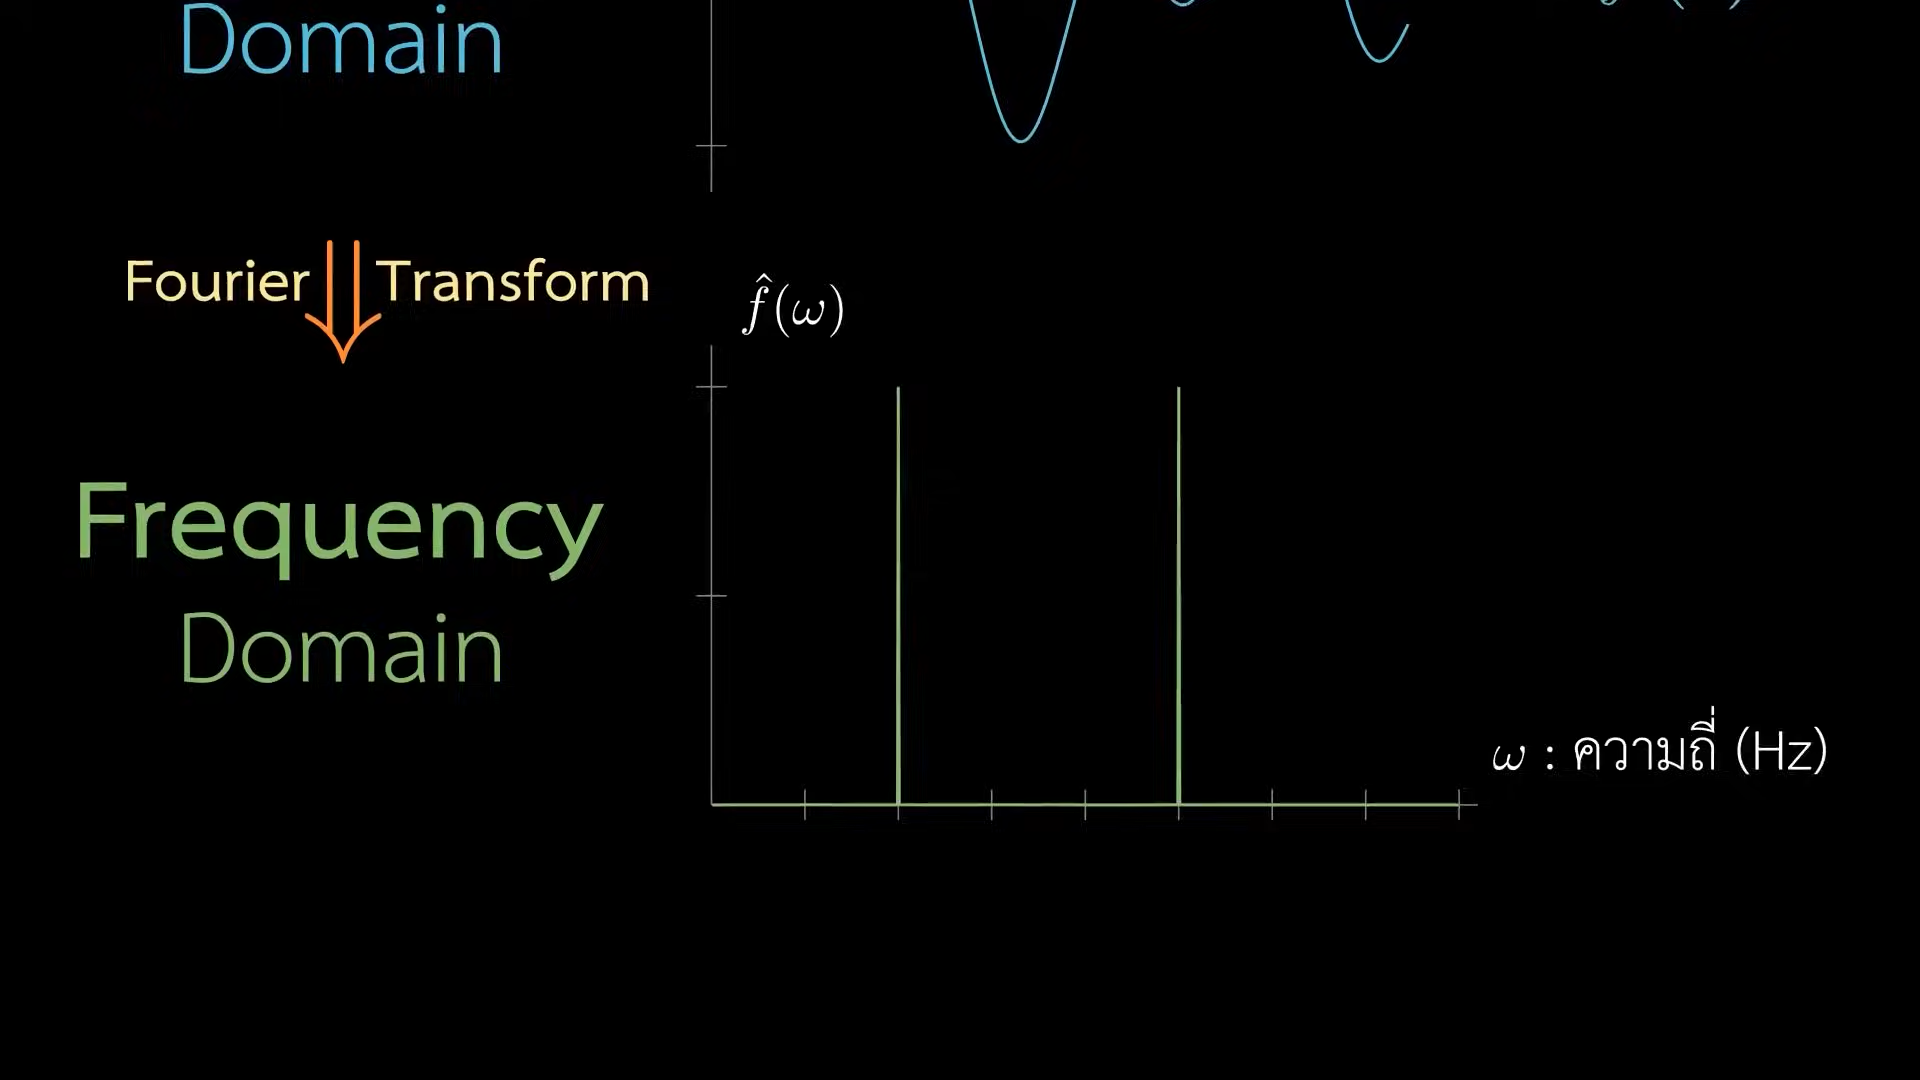 Domain
Fourier Transform
f̂(ω)
Frequency
Domain
ω : ความถี่ (Hz)